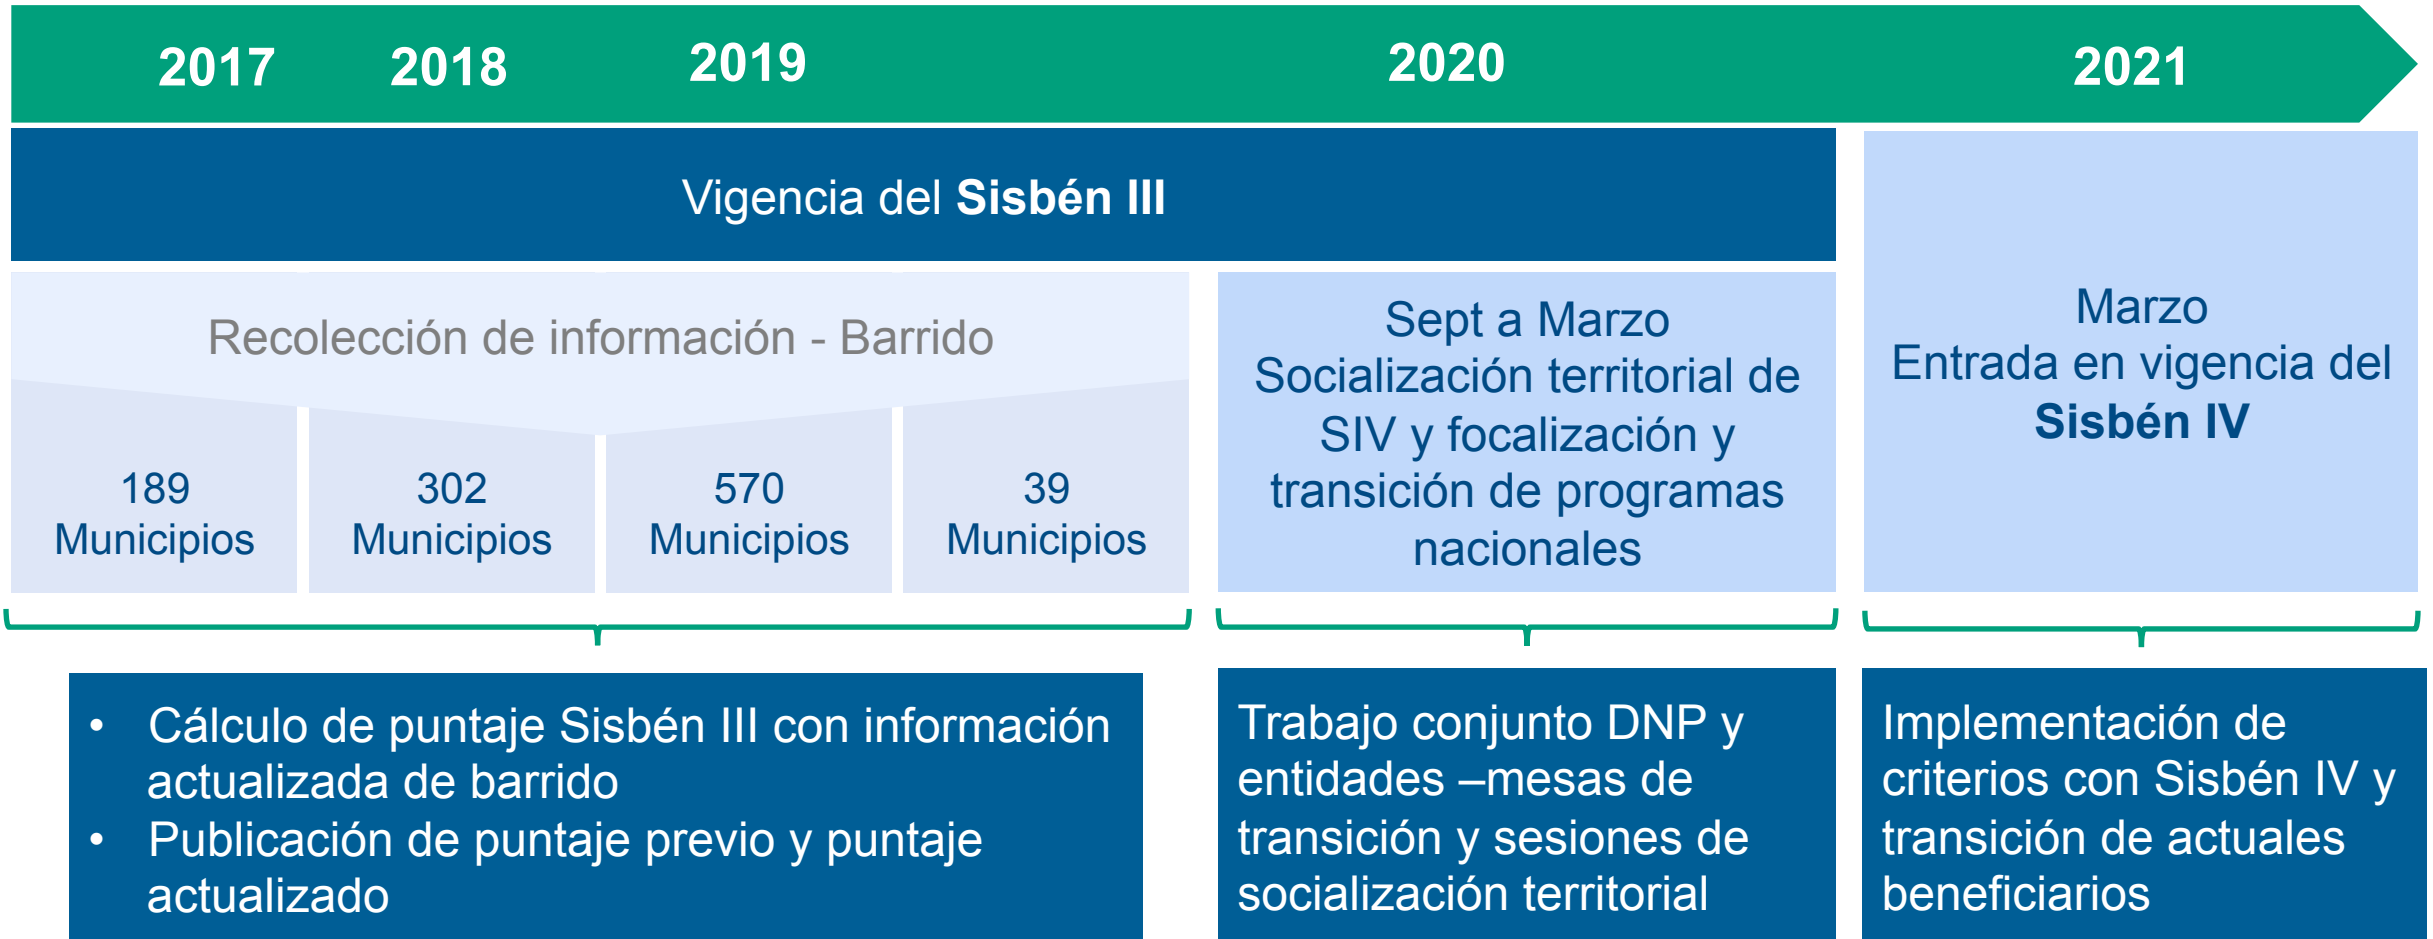 2017
2018
2019
2020
2021
Vigencia del Sisbén III
Recolección de información - Barrido
189
Municipios
302
Municipios
570
Municipios
39
Municipios
Sept a Marzo
Socialización territorial de
SIV y focalización y
transición de programas
nacionales
Marzo
Entrada en vigencia del
Sisbén IV
• Cálculo de puntaje Sisbén III con información
actualizada de barrido
• Publicación de puntaje previo y puntaje
actualizado
Trabajo conjunto DNP y
entidades –mesas de
transición y sesiones de
socialización territorial
Implementación de
criterios con Sisbén IV y
transición de actuales
beneficiarios